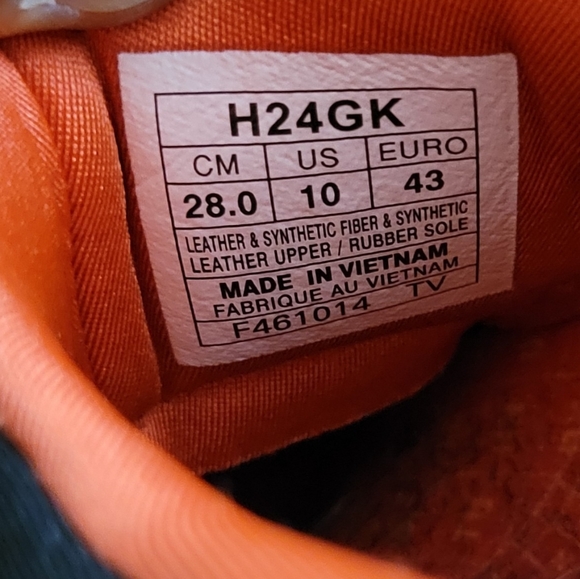 H24GK
CM US EURO
28.0 10 43
LEATHER & SYNTHETIC FIBER & SYNTHETIC
LEATHER UPPER / RUBBER SOLE
MADE IN VIETNAM
FABRIQUE AU VIETNAM
F461014 TV